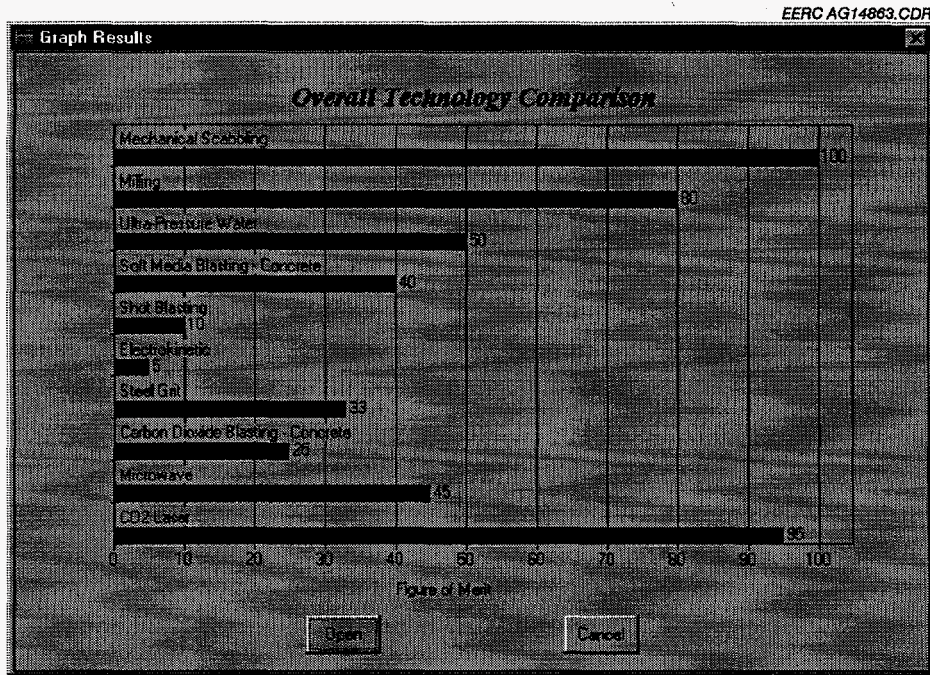 EERC AG14863.CDR
Graph Results
Overall Technology Comparison
Mechanical Scabbling
100
Milling
80
Ultra-Pressure Water
50
Soft Media Blasting - Concrete
40
Shot Blasting
10
Electrokinetic
5
Steel Grit
33
Carbon Dioxide Blasting - Concrete
25
Microwave
45
CO2 Laser
95
0 10 20 30 40 50 60 70 80 90 100
Figure of Merit
Open Cancel